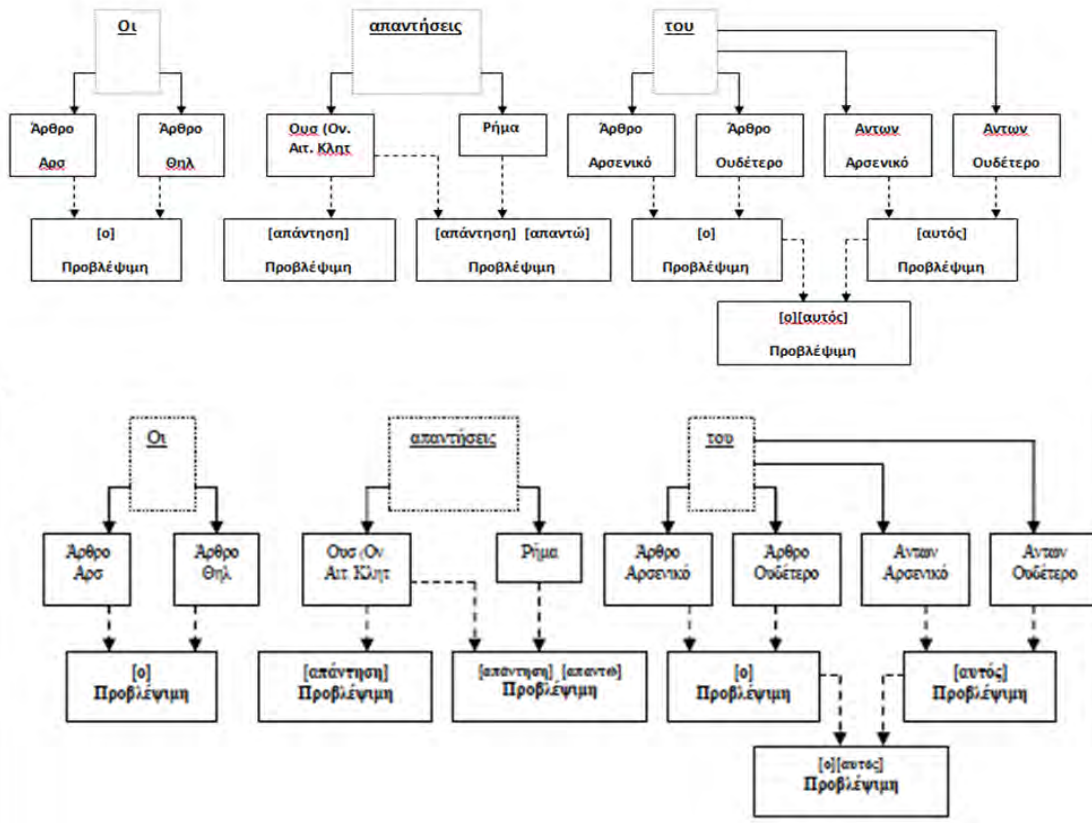 Οι απαντήσεις του
Άρθρο Άρθρο Ουσ (Ον. Ρήμα Άρθρο Άρθρο Αντων Αντων
Αρσ Θηλ Αιτ. Κλητ Αρσενικό Ουδέτερο Αρσενικό Ουδέτερο
[ο] [απάντηση] [απάντηση] [απαντώ] [ο] [αυτός]
Προβλέψιμη Προβλέψιμη Προβλέψιμη Προβλέψιμη Προβλέψιμη
[ο][αυτός]
Προβλέψιμη
Οι απαντήσεις του
Άρθρο Άρθρο Ουσ (Ον. Ρήμα Άρθρο Άρθρο Αντων Αντων
Αρσ Θηλ Αιτ. Κλητ Αρσενικό Ουδέτερο Αρσενικό Ουδέτερο
[ο] [απάντηση] [απάντηση] [απαντώ] [ο] [αυτός]
Προβλέψιμη Προβλέψιμη Προβλέψιμη Προβλέψιμη Προβλέψιμη
[ο][αυτός]
Προβλέψιμη